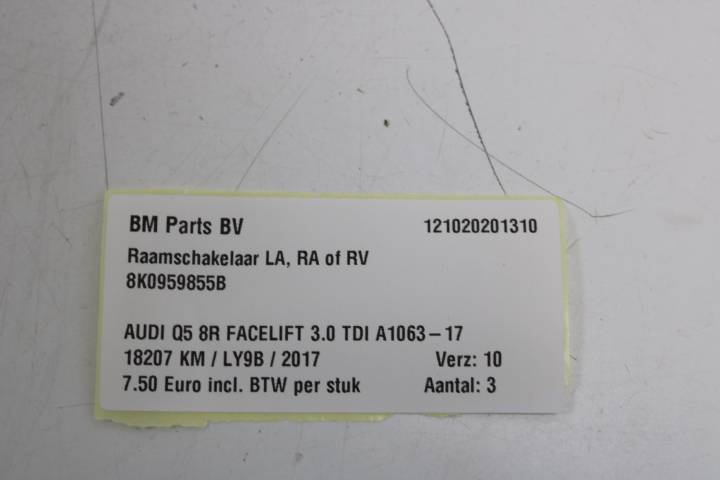 BM Parts BV 121020201310
Raamschakelaar LA, RA of RV
8K0959855B
AUDI Q5 8R FACELIFT 3.0 TDI A1063-17
18207 KM / LY9B / 2017 Verz: 10
7.50 Euro incl. BTW per stuk Aantal: 3